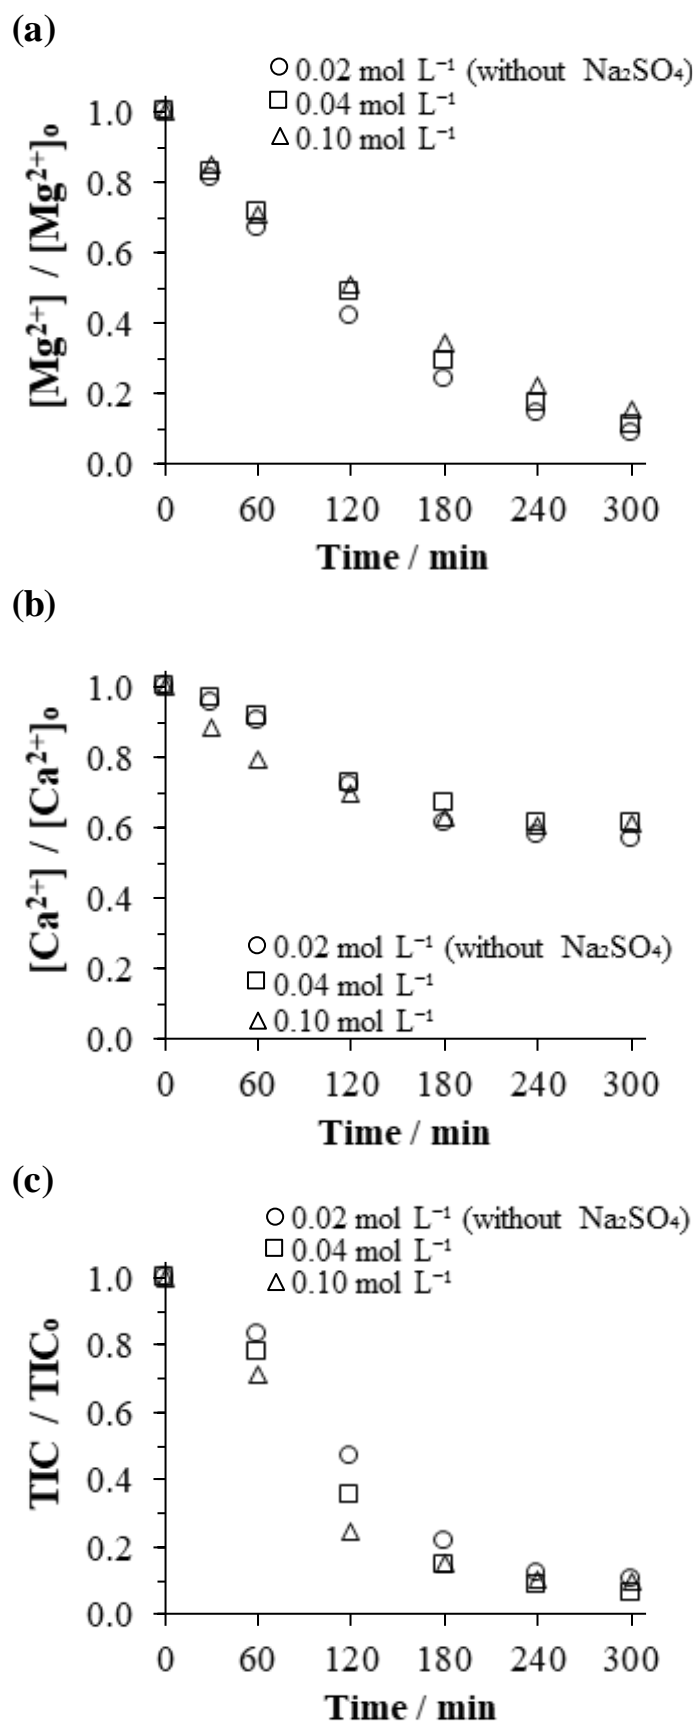 (a)
○ 0.02 mol L⁻¹ (without Na₂SO₄)
□ 0.04 mol L⁻¹
△ 0.10 mol L⁻¹
[Mg²⁺] / [Mg²⁺]₀
1.0
0.8
0.6
0.4
0.2
0.0
0 60 120 180 240 300
Time / min
(b)
[Ca²⁺] / [Ca²⁺]₀
1.0
0.8
0.6
0.4
0.2
0.0
○ 0.02 mol L⁻¹ (without Na₂SO₄)
□ 0.04 mol L⁻¹
△ 0.10 mol L⁻¹
0 60 120 180 240 300
Time / min
(c)
○ 0.02 mol L⁻¹ (without Na₂SO₄)
□ 0.04 mol L⁻¹
△ 0.10 mol L⁻¹
TIC / TIC₀
1.0
0.8
0.6
0.4
0.2
0.0
0 60 120 180 240 300
Time / min